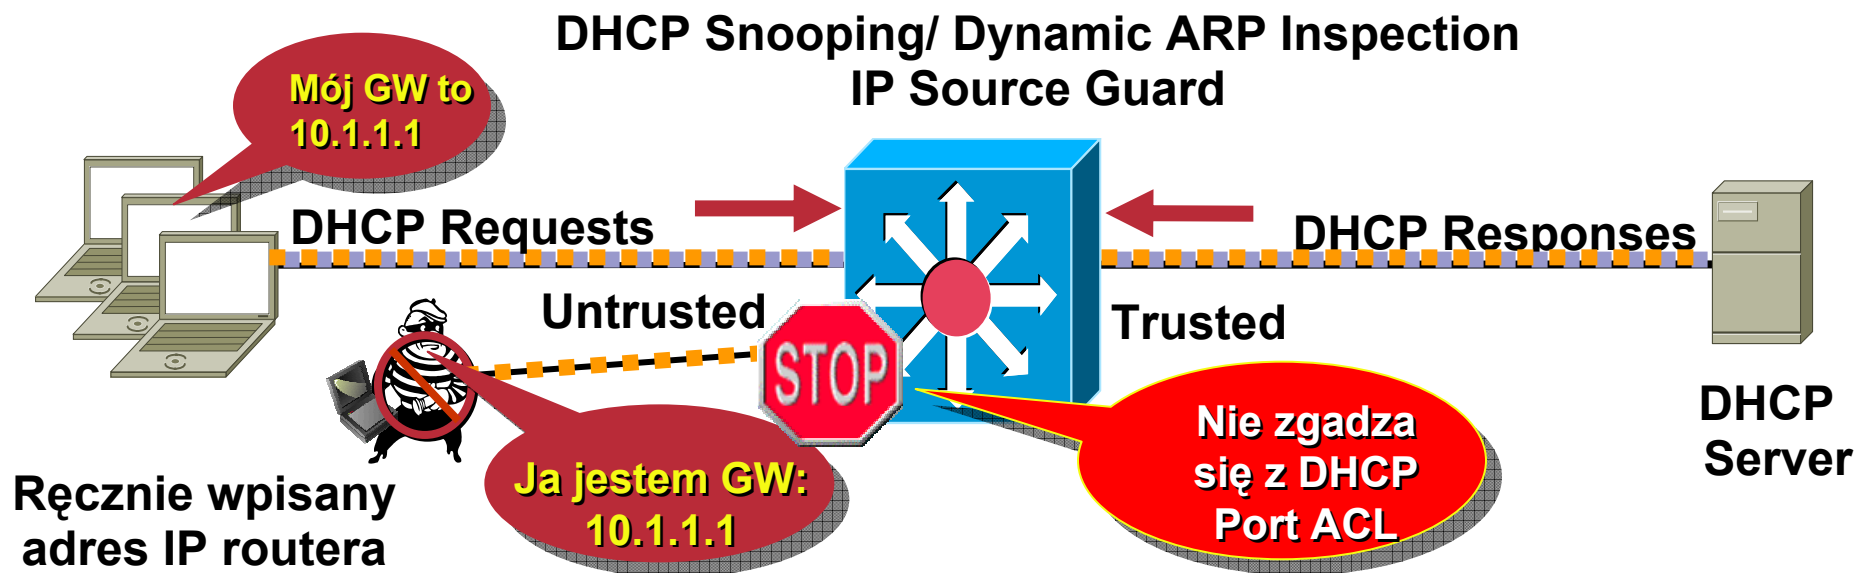 DHCP Snooping/ Dynamic ARP Inspection
IP Source Guard
Mój GW to
10.1.1.1
DHCP Requests
DHCP Responses
Untrusted
Trusted
STOP
DHCP
Server
Nie zgadza
się z DHCP
Port ACL
Ja jestem GW:
10.1.1.1
Ręcznie wpisany
adres IP routera